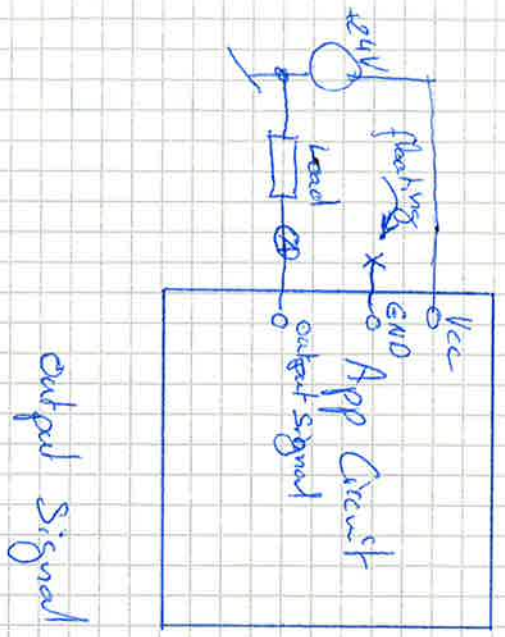 +24V
floating
Load
A
Vcc
GND
Output Signal
App Circuit
Output Signal